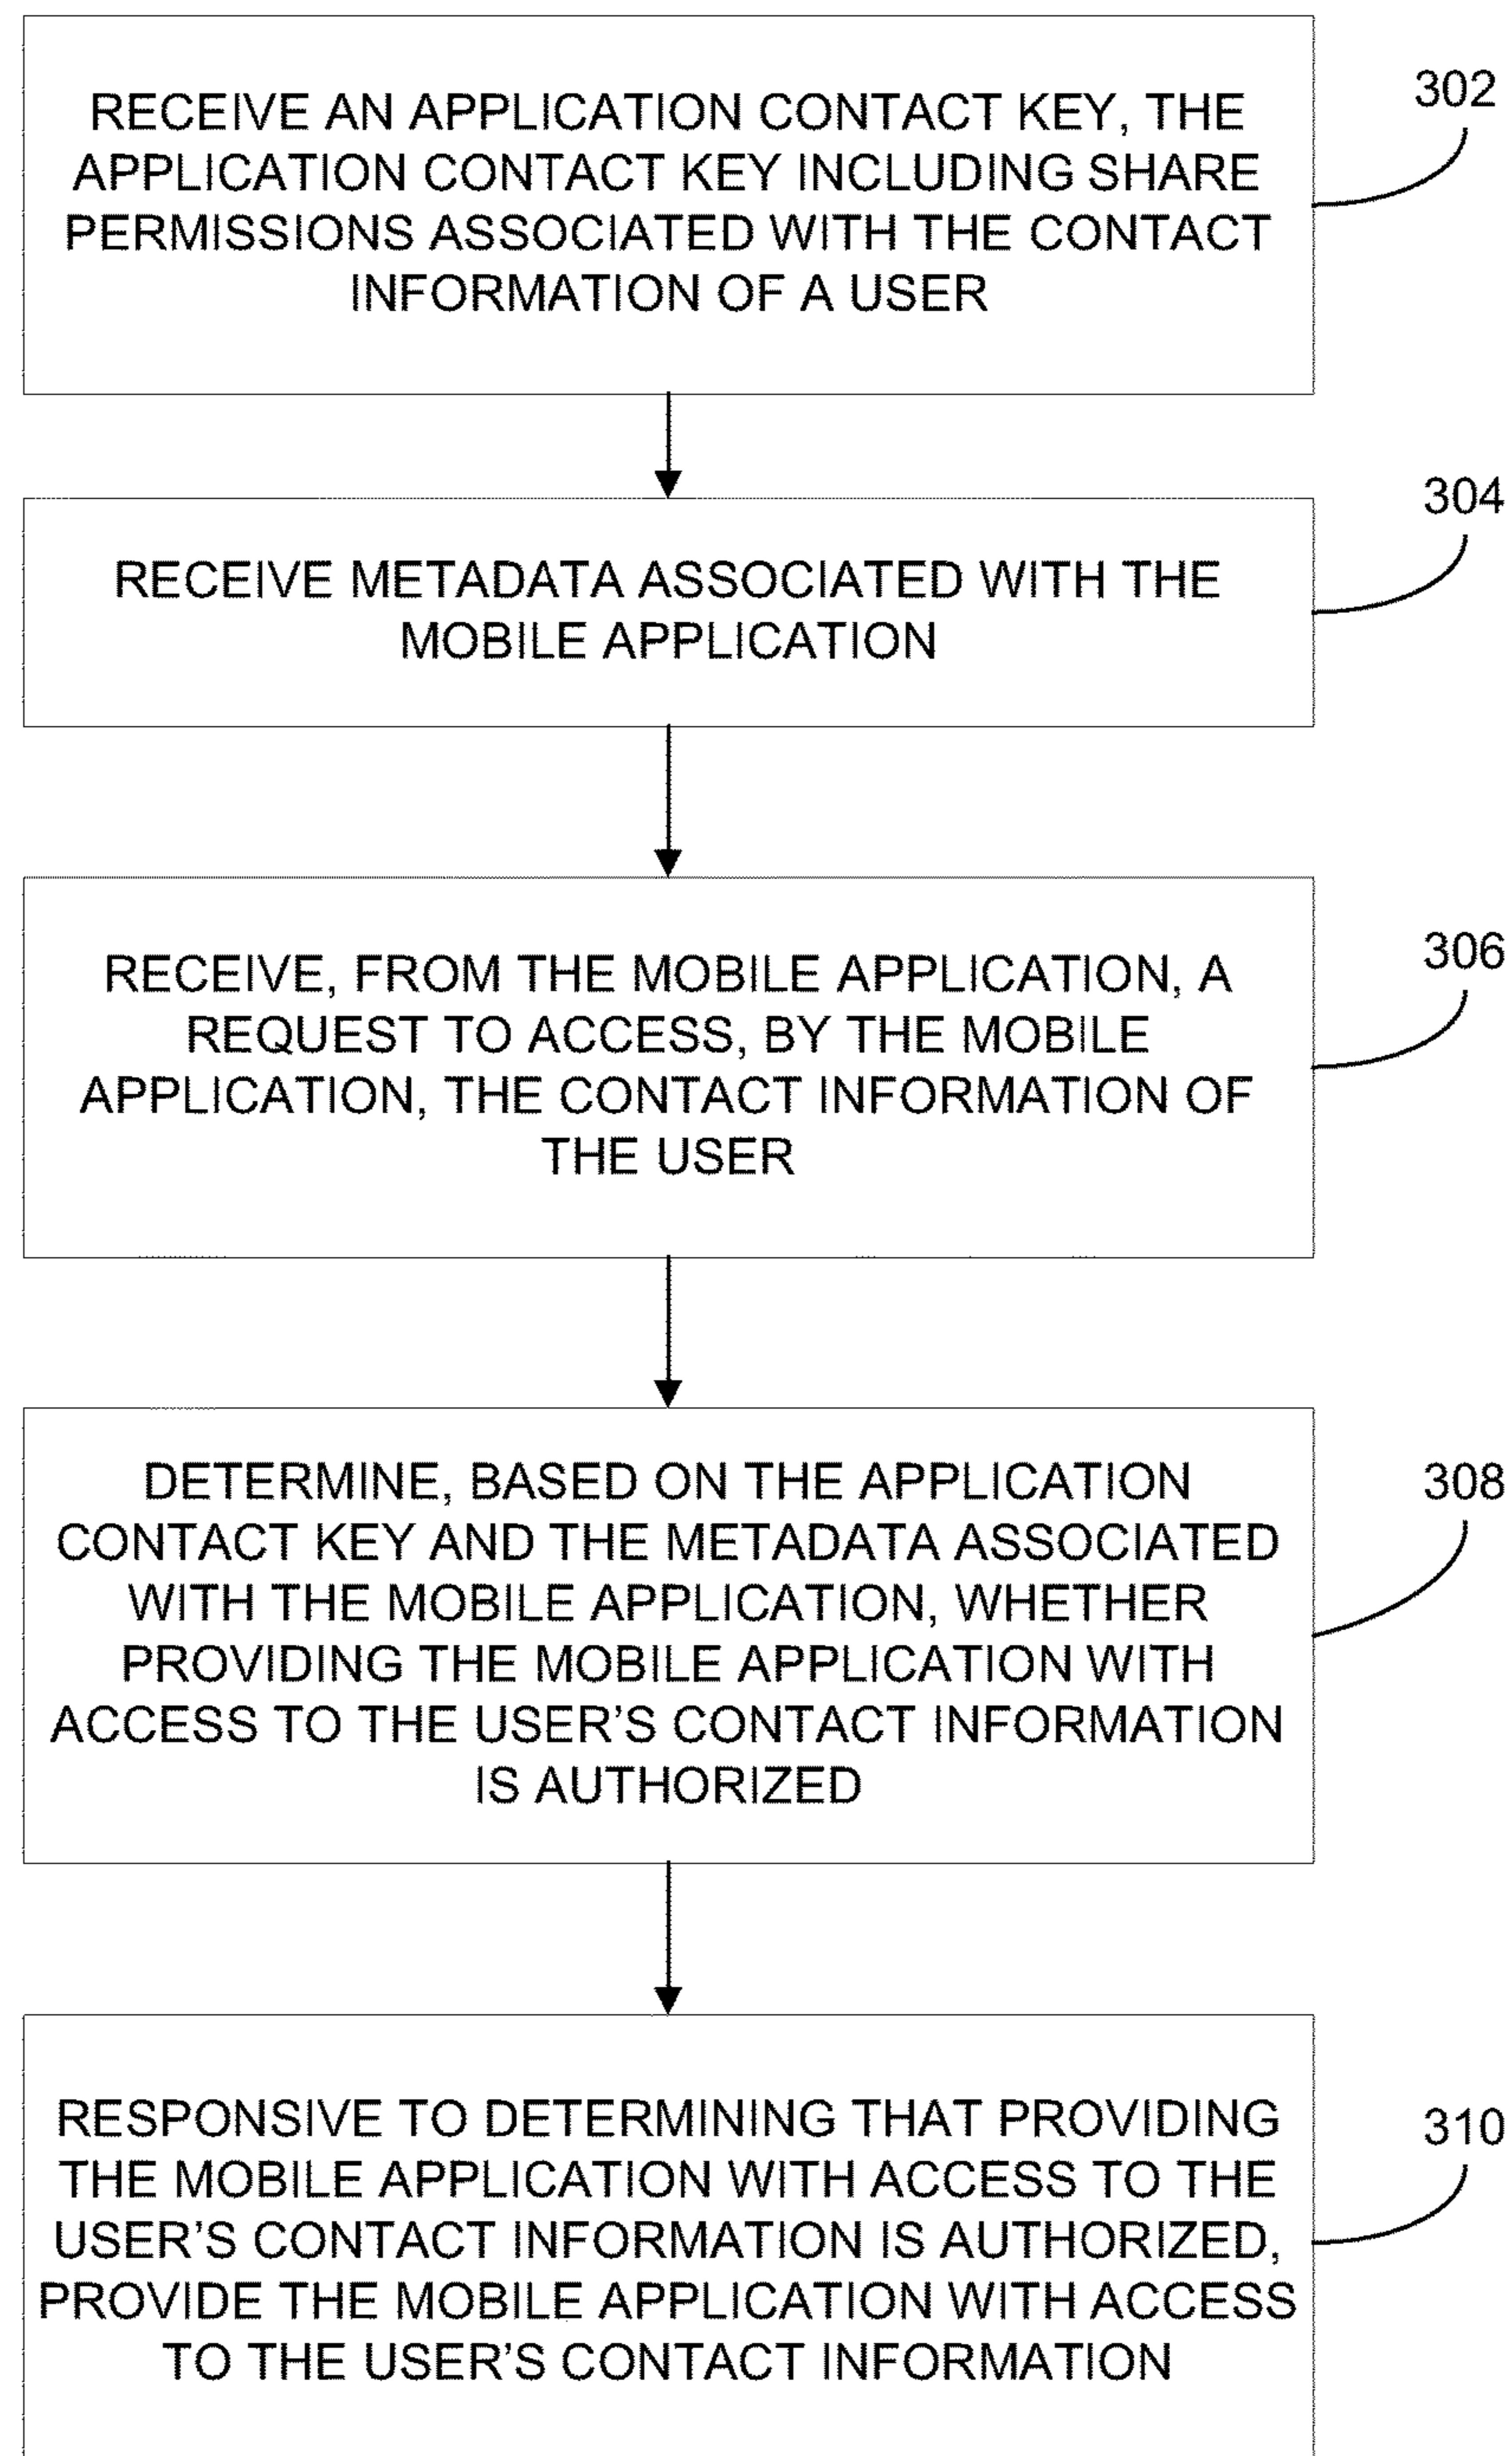 RECEIVE AN APPLICATION CONTACT KEY, THE
APPLICATION CONTACT KEY INCLUDING SHARE
PERMISSIONS ASSOCIATED WITH THE CONTACT
INFORMATION OF A USER
302
RECEIVE METADATA ASSOCIATED WITH THE
MOBILE APPLICATION
304
RECEIVE, FROM THE MOBILE APPLICATION, A
REQUEST TO ACCESS, BY THE MOBILE
APPLICATION, THE CONTACT INFORMATION OF
THE USER
306
DETERMINE, BASED ON THE APPLICATION
CONTACT KEY AND THE METADATA ASSOCIATED
WITH THE MOBILE APPLICATION, WHETHER
PROVIDING THE MOBILE APPLICATION WITH
ACCESS TO THE USER'S CONTACT INFORMATION
IS AUTHORIZED
308
RESPONSIVE TO DETERMINING THAT PROVIDING
THE MOBILE APPLICATION WITH ACCESS TO THE
USER'S CONTACT INFORMATION IS AUTHORIZED,
PROVIDE THE MOBILE APPLICATION WITH ACCESS
TO THE USER'S CONTACT INFORMATION
310